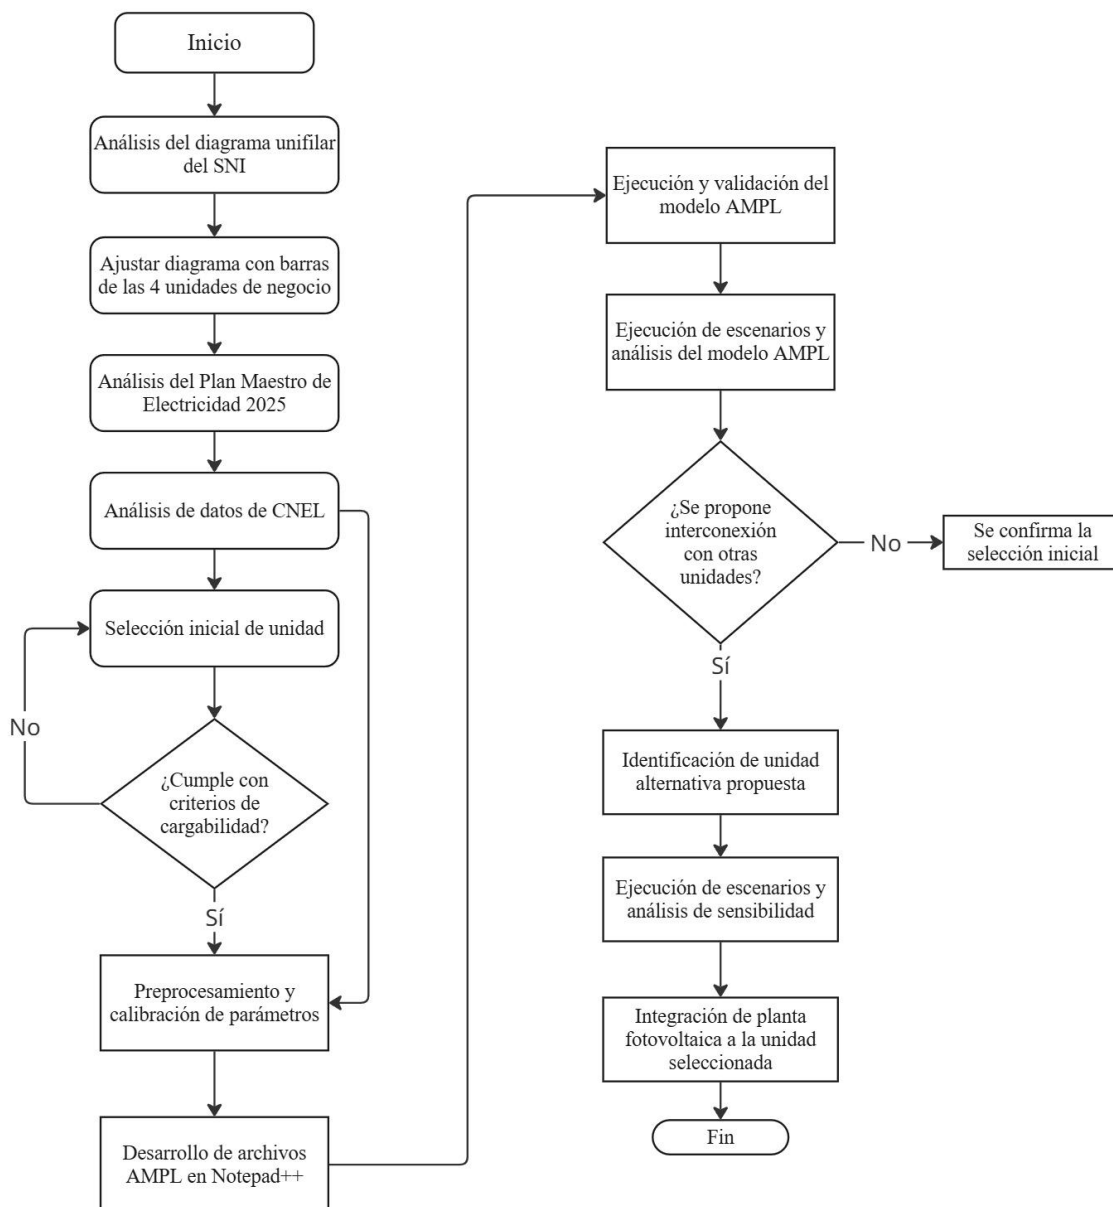 Inicio
Análisis del diagrama unifilar
del SNI
Ajustar diagrama con barras
de las 4 unidades de negocio
Análisis del Plan Maestro de
Electricidad 2025
Análisis de datos de CNEL
Selección inicial de unidad
No
¿Cumple con
criterios de
cargabilidad?
Sí
Preprocesamiento y
calibración de parámetros
Desarrollo de archivos
AMPL en Notepad++
Ejecución y validación del
modelo AMPL
Ejecución de escenarios y
análisis del modelo AMPL
¿Se propone
interconexión
con otras
unidades?
No
Se confirma la
selección inicial
Sí
Identificación de unidad
alternativa propuesta
Ejecución de escenarios y
análisis de sensibilidad
Integración de planta
fotovoltaica a la unidad
seleccionada
Fin